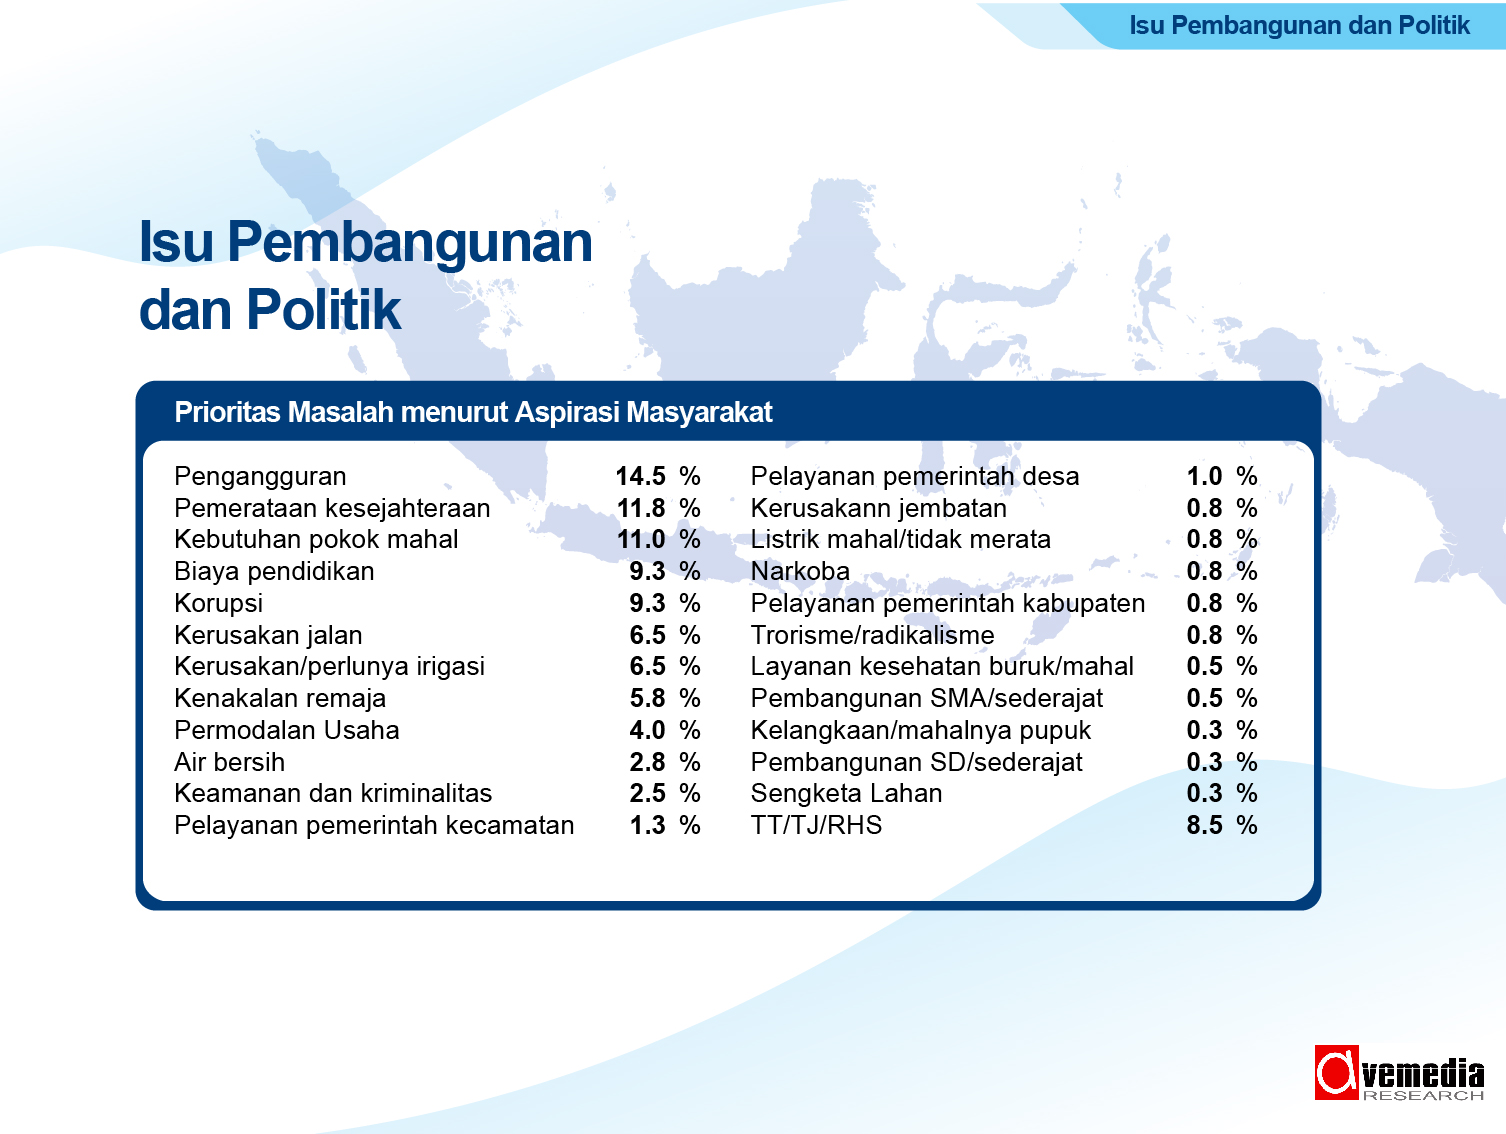 Isu Pembangunan dan Politik
Isu Pembangunan
dan Politik
Prioritas Masalah menurut Aspirasi Masyarakat
Pengangguran 14.5 %
Pemerataan kesejahteraan 11.8 %
Kebutuhan pokok mahal 11.0 %
Biaya pendidikan 9.3 %
Korupsi 9.3 %
Kerusakan jalan 6.5 %
Kerusakan/perlunya irigasi 6.5 %
Kenakalan remaja 5.8 %
Permodalan Usaha 4.0 %
Air bersih 2.8 %
Keamanan dan kriminalitas 2.5 %
Pelayanan pemerintah kecamatan 1.3 %
Pelayanan pemerintah desa 1.0 %
Kerusakann jembatan 0.8 %
Listrik mahal/tidak merata 0.8 %
Narkoba 0.8 %
Pelayanan pemerintah kabupaten 0.8 %
Trorisme/radikalisme 0.8 %
Layanan kesehatan buruk/mahal 0.5 %
Pembangunan SMA/sederajat 0.5 %
Kelangkaan/mahalnya pupuk 0.3 %
Pembangunan SD/sederajat 0.3 %
Sengketa Lahan 0.3 %
TT/TJ/RHS 8.5 %
avemedia
RESEARCH